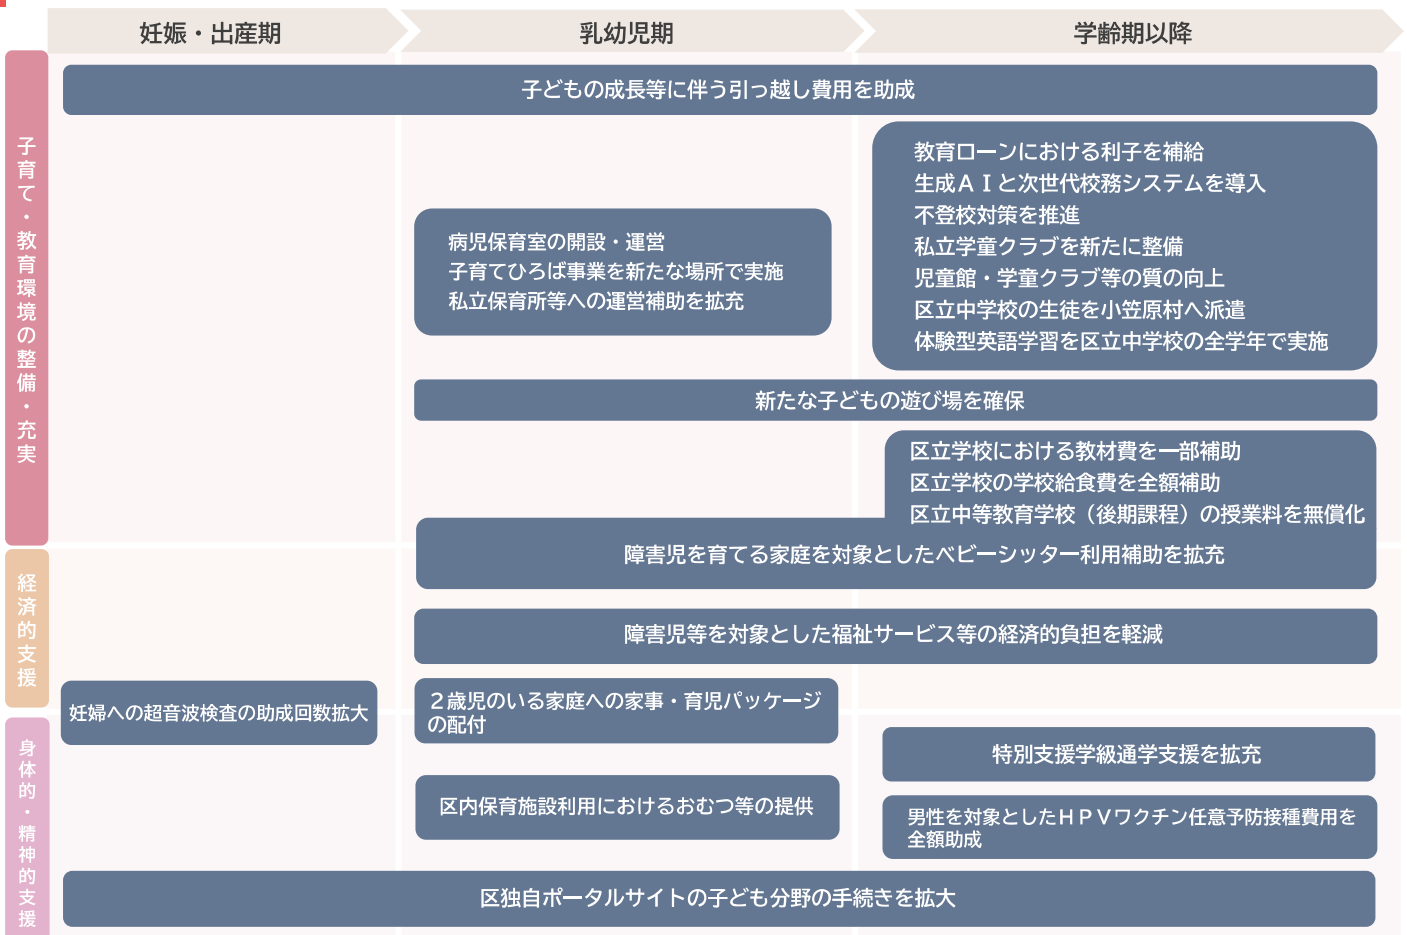 妊娠・出産期
乳幼児期
学齢期以降
子育て・教育環境の整備・充実
子どもの成長等に伴う引っ越し費用を助成
教育ローンにおける利子を補給
生成ＡＩと次世代校務システムを導入
不登校対策を推進
私立学童クラブを新たに整備
児童館・学童クラブ等の質の向上
区立中学校の生徒を小笠原村へ派遣
体験型英語学習を区立中学校の全学年で実施
病児保育室の開設・運営
子育てひろば事業を新たな場所で実施
私立保育所等への運営補助を拡充
新たな子どもの遊び場を確保
区立学校における教材費を一部補助
区立学校の学校給食費を全額補助
区立中等教育学校（後期課程）の授業料を無償化
障害児を育てる家庭を対象としたベビーシッター利用補助を拡充
経済的支援
障害児等を対象とした福祉サービス等の経済的負担を軽減
妊婦への超音波検査の助成回数拡大
２歳児のいる家庭への家事・育児パッケージ
の配付
身体的・精神的支援
特別支援学級通学支援を拡充
区内保育施設利用におけるおむつ等の提供
男性を対象としたＨＰＶワクチン任意予防接種費用を
全額助成
区独自ポータルサイトの子ども分野の手続きを拡大